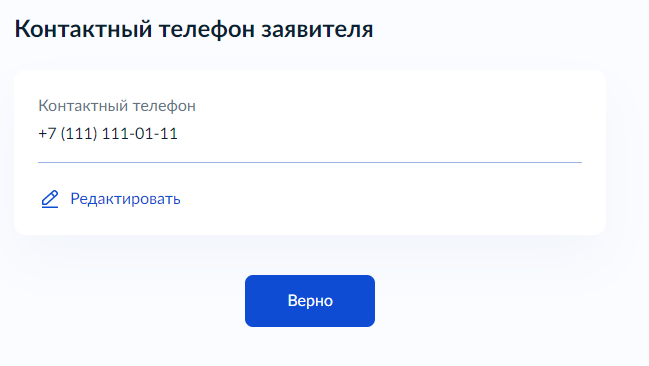 Контактный телефон заявителя
Контактный телефон
+7 (111) 111-01-11
Редактировать
Верно